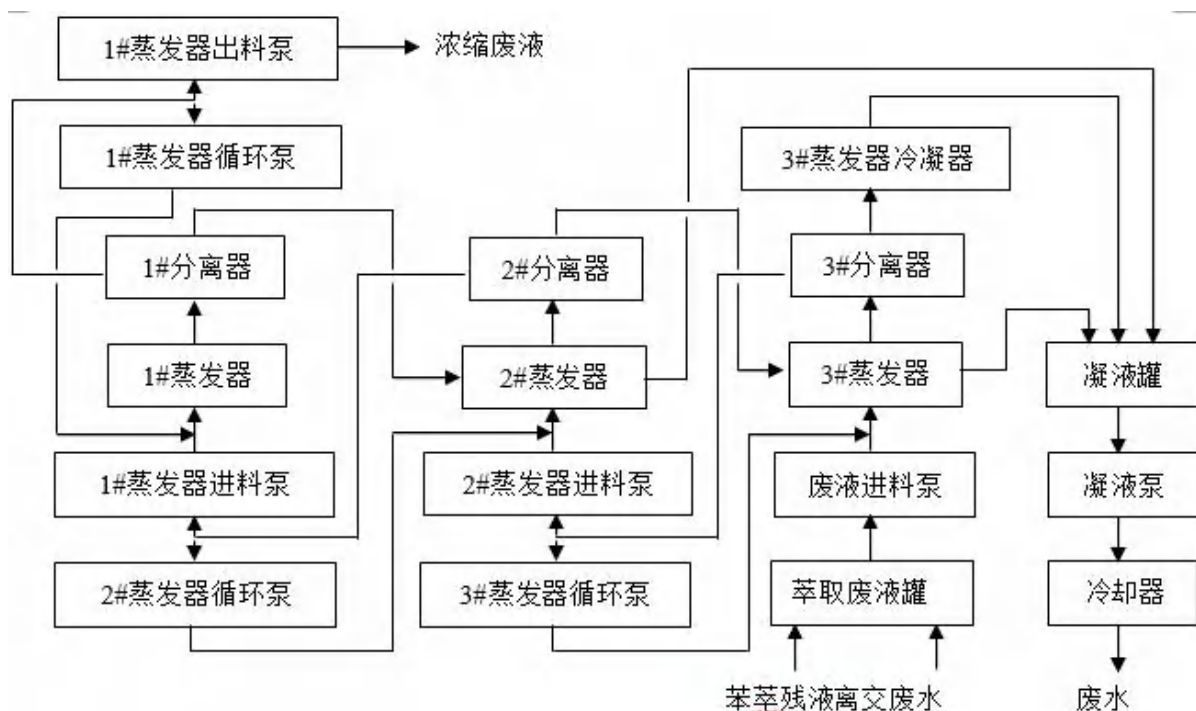 1#蒸发器出料泵
浓缩废液
1#蒸发器循环泵
3#蒸发器冷凝器
1#分离器
2#分离器
3#分离器
1#蒸发器
2#蒸发器
3#蒸发器
凝液罐
1#蒸发器进料泵
2#蒸发器进料泵
废液进料泵
凝液泵
2#蒸发器循环泵
3#蒸发器循环泵
萃取废液罐
冷却器
苯萃残液离交废水
废水